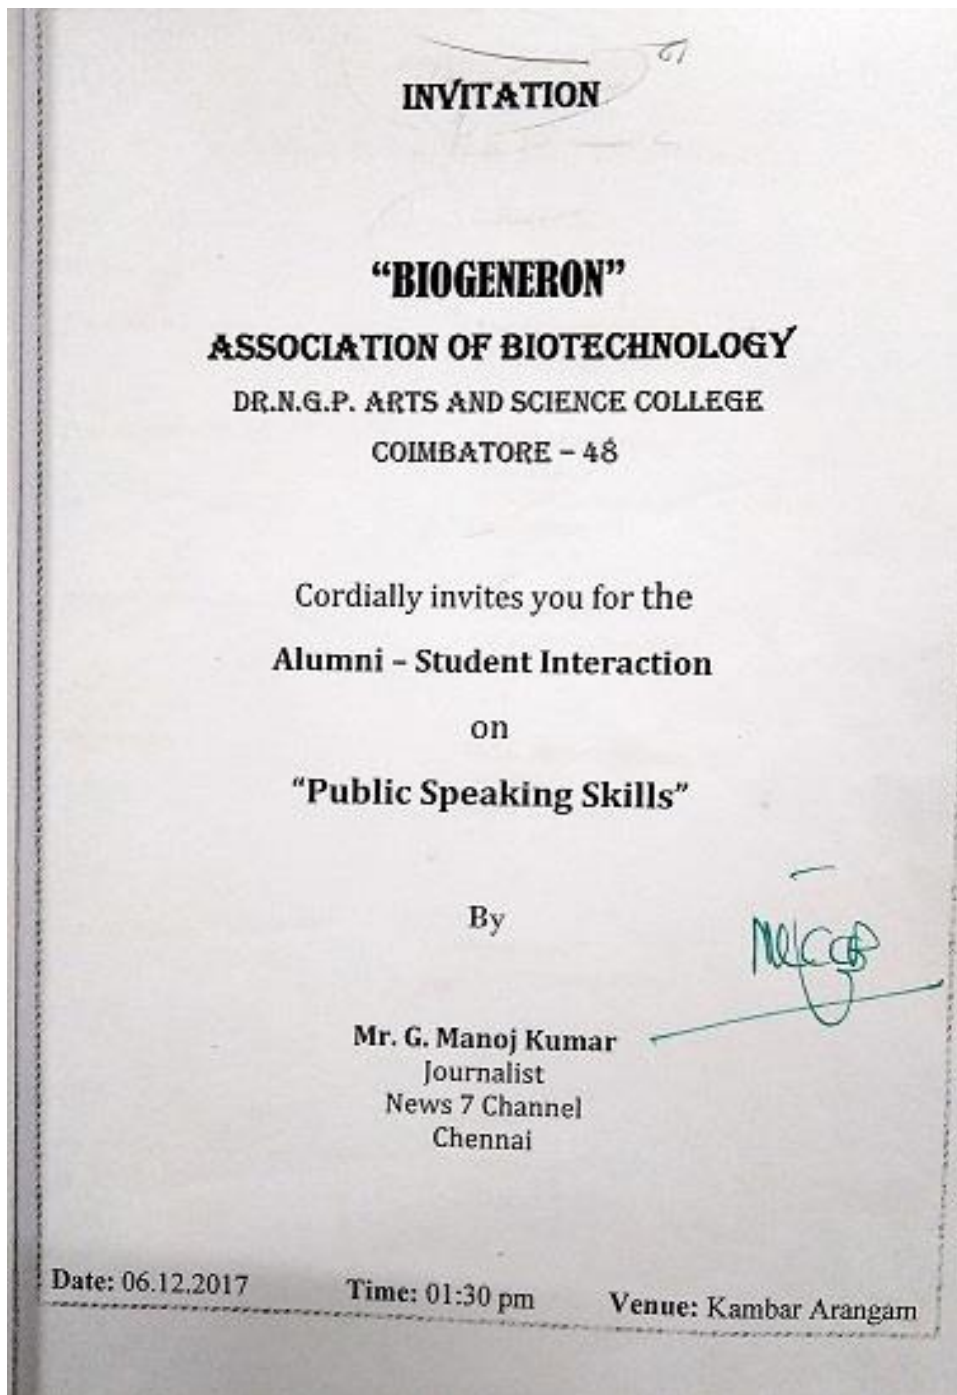 INVITATION
“BIOGENERON”
ASSOCIATION OF BIOTECHNOLOGY
DR.N.G.P. ARTS AND SCIENCE COLLEGE
COIMBATORE – 48
Cordially invites you for the
Alumni – Student Interaction
on
“Public Speaking Skills”
By
Mr. G. Manoj Kumar
Journalist
News 7 Channel
Chennai
Date: 06.12.2017 Time: 01:30 pm Venue: Kambar Arangam